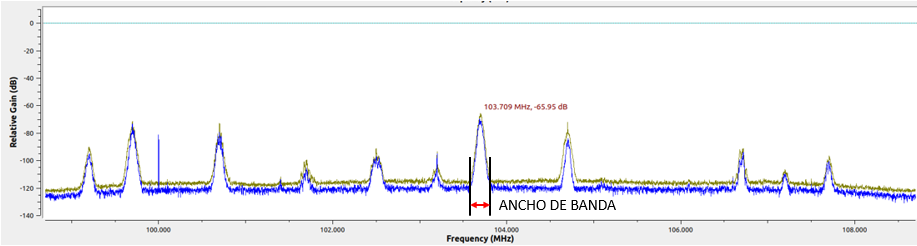 0
-20
-40
103.709 MHz, -65.95 dB
-60
-80
-100
-120
ANCHO DE BANDA
-140
Relative Gain (dB)
100.000 102.000 104.000 106.000 108.000
Frequency (MHz)